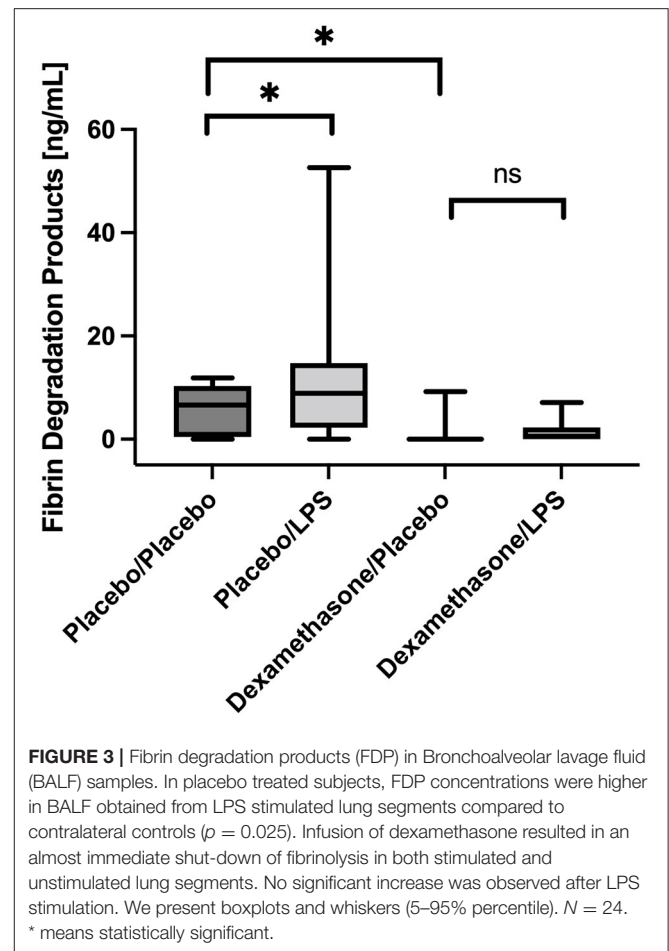 *
*
Fibrin Degradation Products [ng/mL]
60
40
20
0
ns
Placebo/Placebo
Placebo/LPS
Dexamethasone/Placebo
Dexamethasone/LPS
FIGURE 3 | Fibrin degradation products (FDP) in Bronchoalveolar lavage fluid
(BALF) samples. In placebo treated subjects, FDP concentrations were higher
in BALF obtained from LPS stimulated lung segments compared to
contralateral controls (p = 0.025). Infusion of dexamethasone resulted in an
almost immediate shut-down of fibrinolysis in both stimulated and
unstimulated lung segments. No significant increase was observed after LPS
stimulation. We present boxplots and whiskers (5–95% percentile). N = 24.
* means statistically significant.